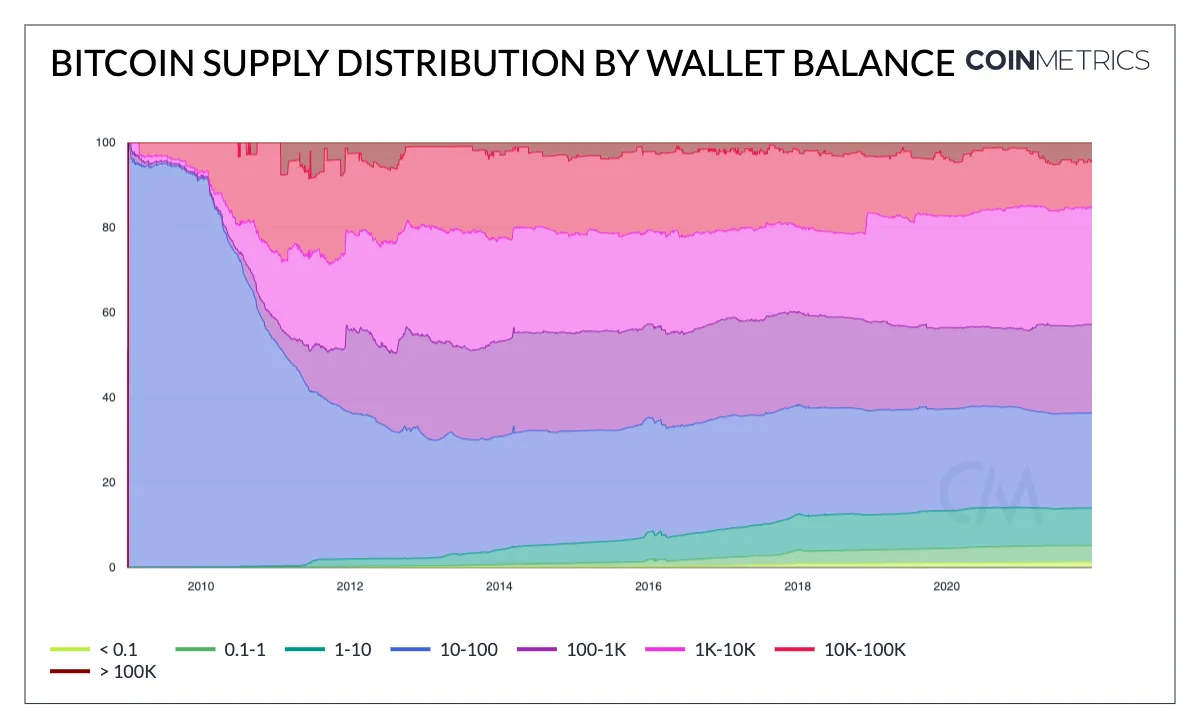 BITCOIN SUPPLY DISTRIBUTION BY WALLET BALANCE COINMETRICS
100
80
60
40
20
0
CM
2010 2012 2014 2016 2018 2020
< 0.1 0.1-1 1-10 10-100 100-1K 1K-10K 10K-100K
> 100K